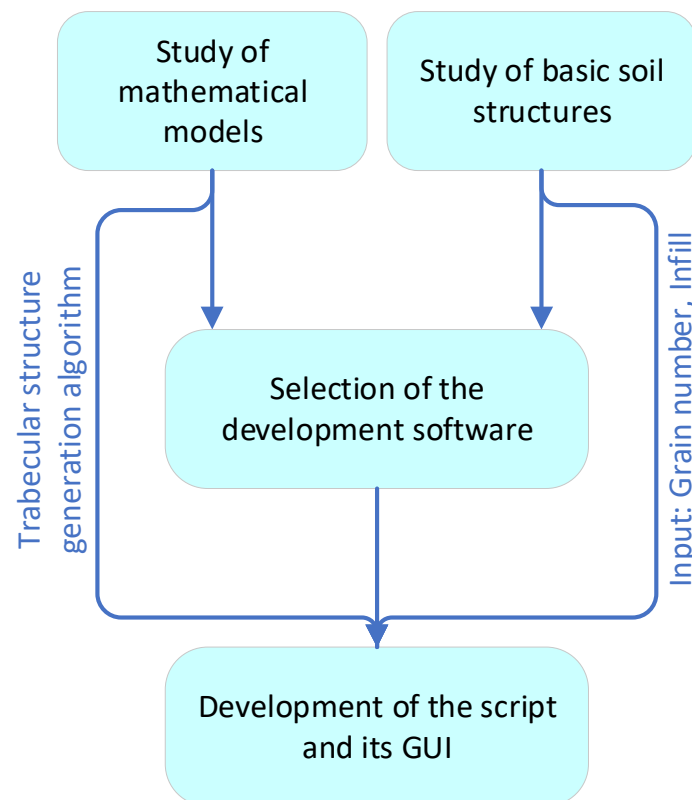 Study of
mathematical
models
Study of basic soil
structures
Trabecular structure
generation algorithm
Input: Grain number, Infill
Selection of the
development software
Development of the script
and its GUI